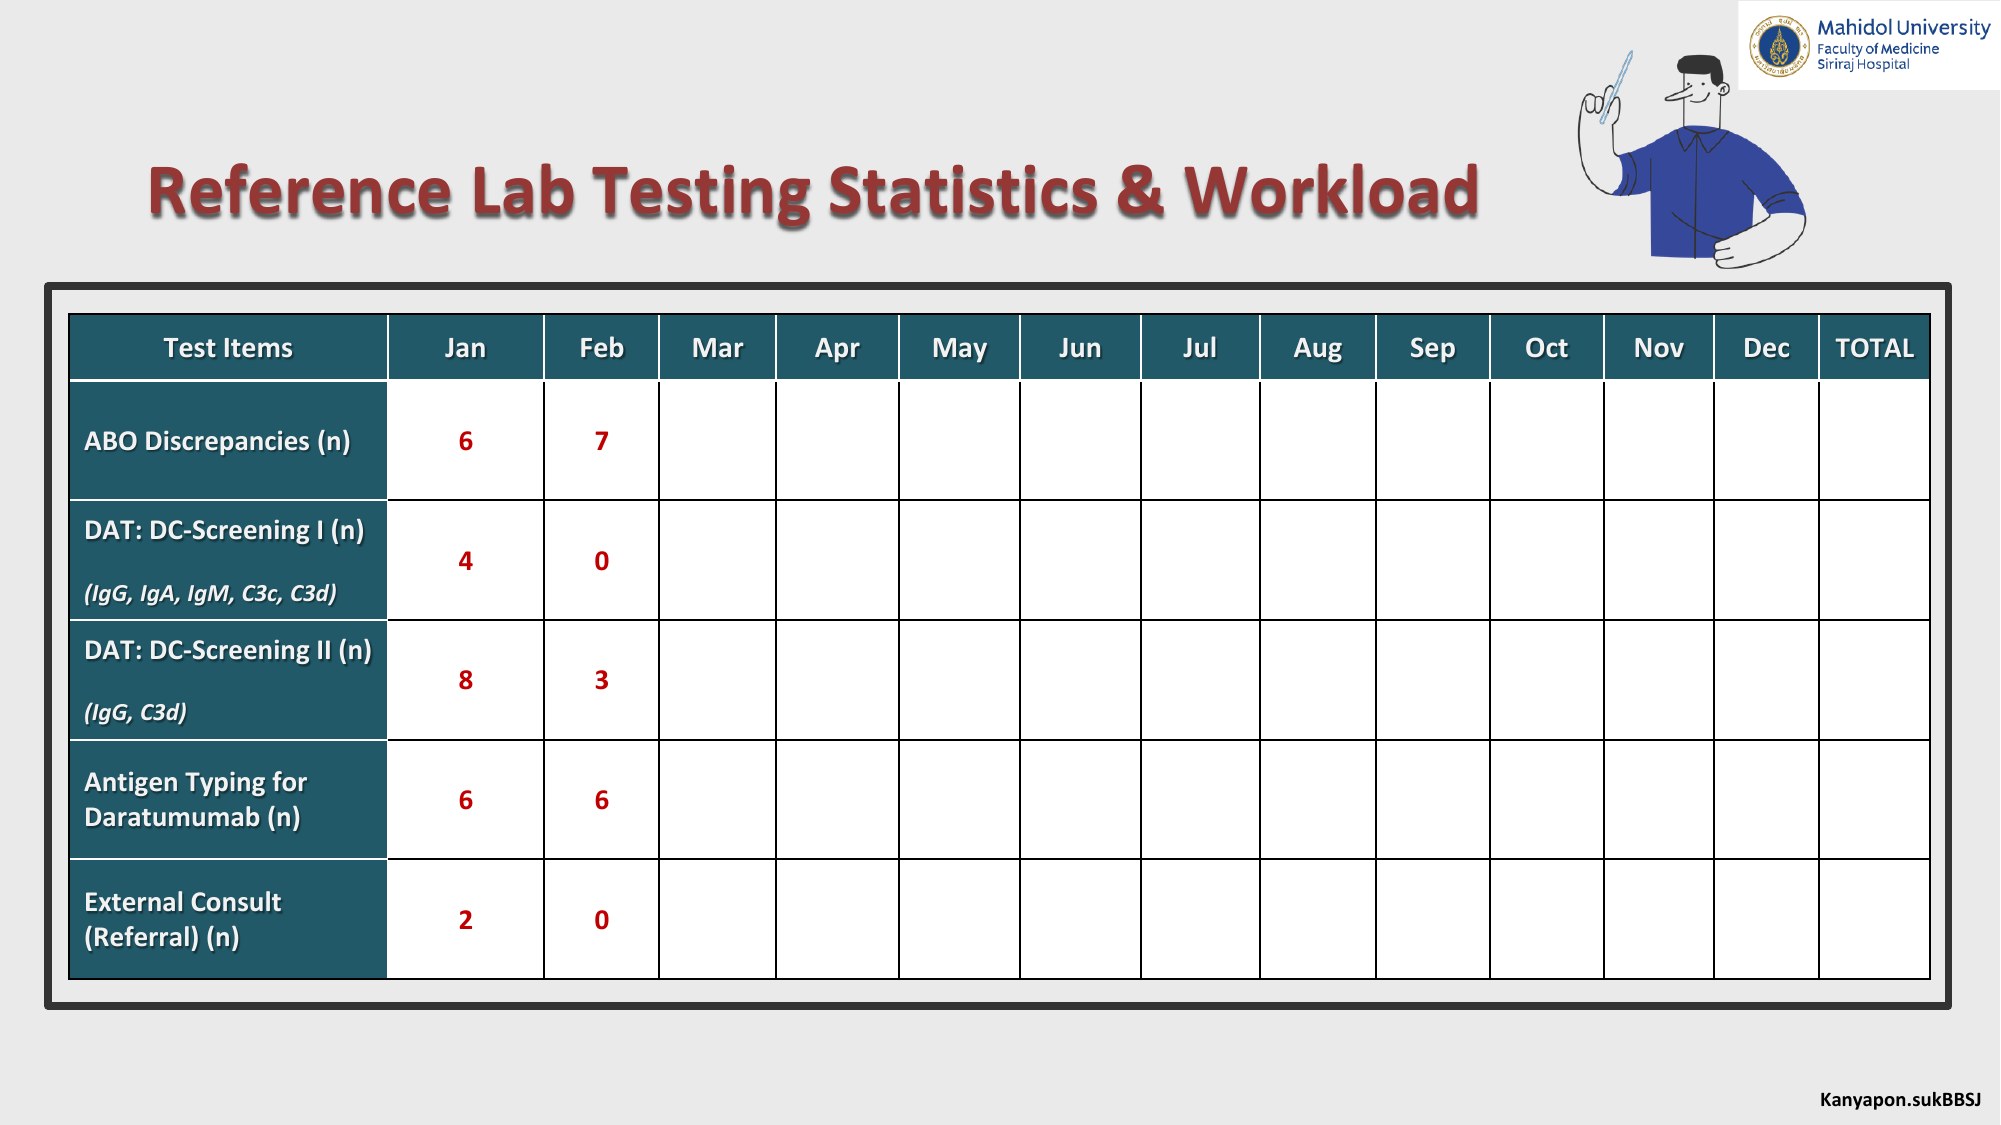 Mahidol University
Faculty of Medicine
Siriraj Hospital
Reference Lab Testing Statistics & Workload
Test Items Jan Feb Mar Apr May Jun Jul Aug Sep Oct Nov Dec TOTAL
ABO Discrepancies (n) 6 7
DAT: DC-Screening I (n)
(IgG, IgA, IgM, C3c, C3d) 4 0
DAT: DC-Screening II (n)
(IgG, C3d) 8 3
Antigen Typing for
Daratumumab (n) 6 6
External Consult
(Referral) (n) 2 0
Kanyapon.sukBBSJ